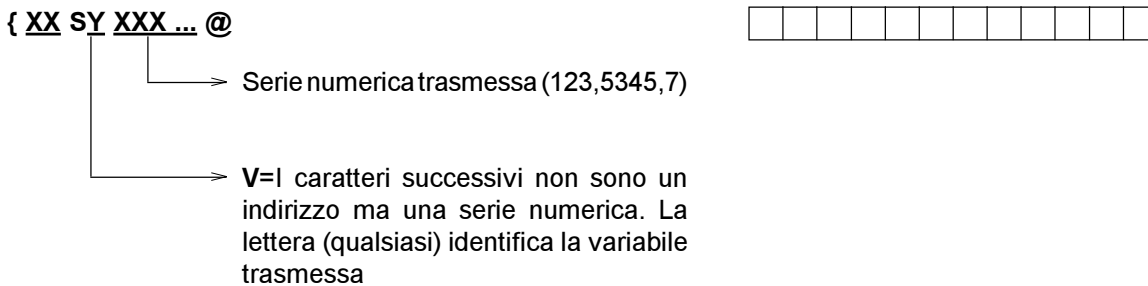 { XX SY XXX ... @
Serie numerica trasmessa (123,5345,7)
V=I caratteri successivi non sono un
indirizzo ma una serie numerica. La
lettera (qualsiasi) identifica la variabile
trasmessa